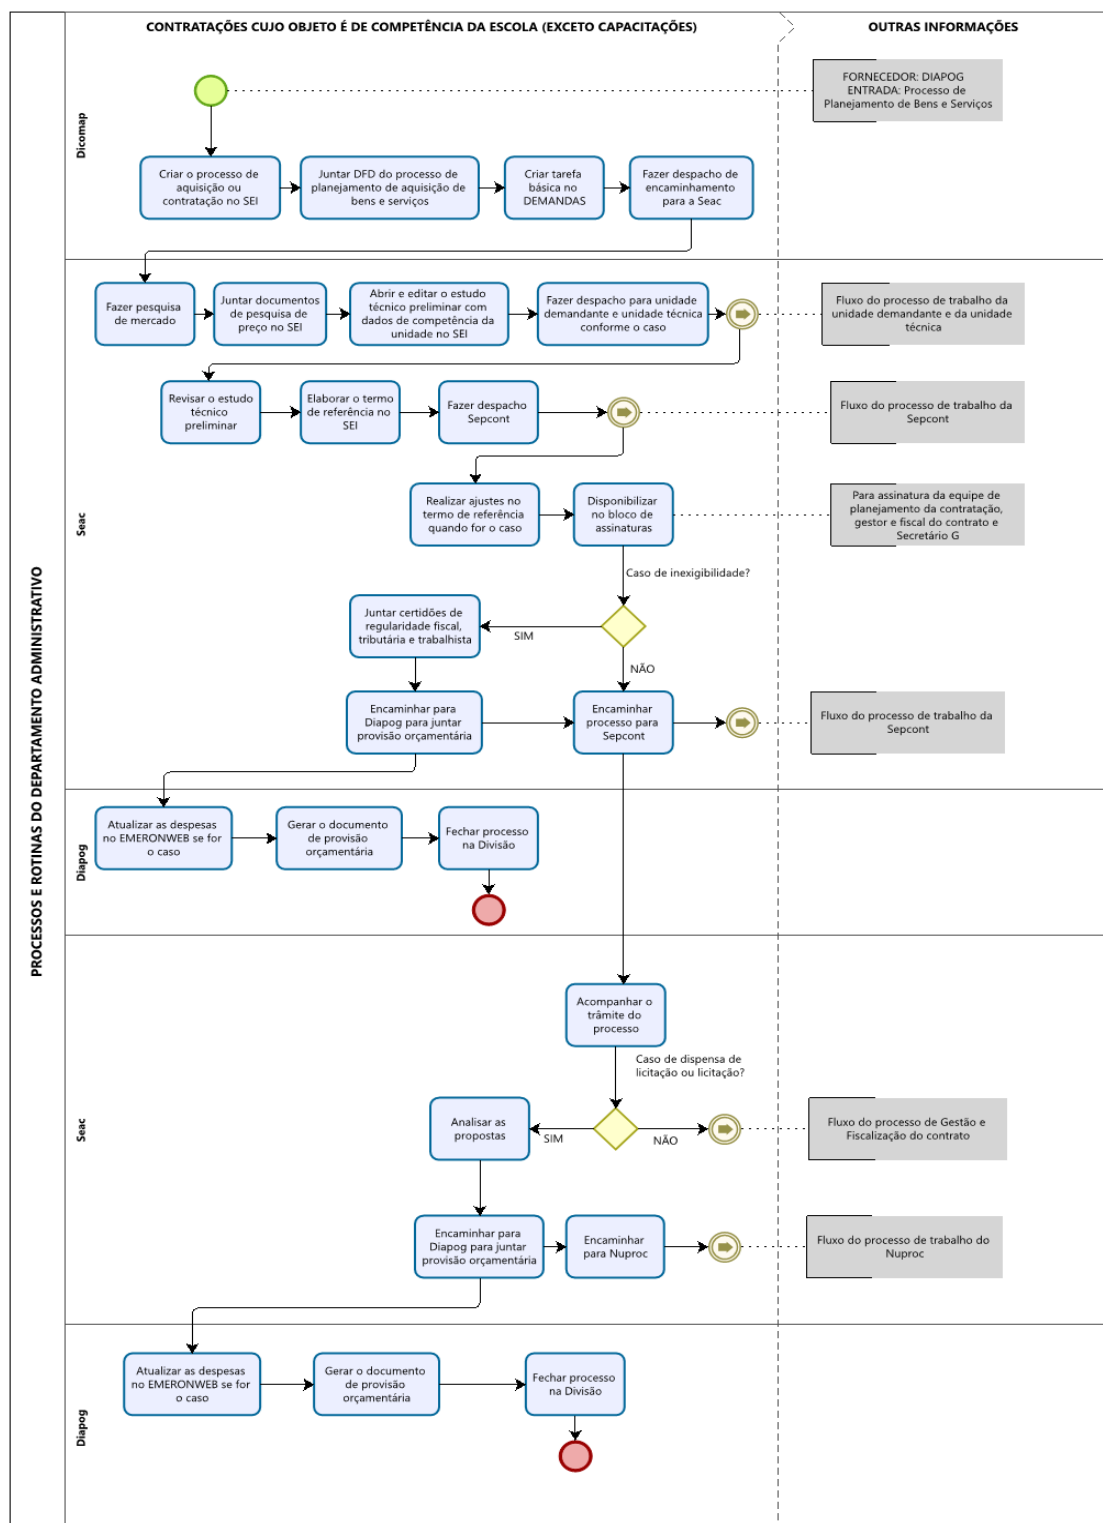 CONTRATAÇÕES CUJO OBJETO É DE COMPETÊNCIA DA ESCOLA (EXCETO CAPACITAÇÕES)
OUTRAS INFORMAÇÕES
PROCESSOS E ROTINAS DO DEPARTAMENTO ADMINISTRATIVO
Dicomap
FORNECEDOR: DIAPOG
ENTRADA: Processo de
Planejamento de Bens e Serviços
Criar o processo de
aquisição ou
contratação no SEI
Juntar DFD do processo de
planejamento de aquisição de
bens e serviços
Criar tarefa
básica no
DEMANDAS
Fazer despacho de
encaminhamento
para a Seac
Seac
Fazer pesquisa
de mercado
Juntar documentos
de pesquisa de
preço no SEI
Abrir e editar o estudo
técnico preliminar com
dados de competência da
unidade no SEI
Fazer despacho para unidade
demandante e unidade técnica
conforme o caso
Fluxo do processo de trabalho da
unidade demandante e da unidade
técnica
Revisar o estudo
técnico
preliminar
Elaborar o termo
de referência no
SEI
Fazer despacho
Sepcont
Fluxo do processo de trabalho da
Sepcont
Realizar ajustes no
termo de referência
quando for o caso
Disponibilizar
no bloco de
assinaturas
Para assinatura da equipe de
planejamento da contratação,
gestor e fiscal do contrato e
Secretário G
Caso de inexigibilidade?
SIM
NÃO
Juntar certidões de
regularidade fiscal,
tributária e trabalhista
Encaminhar para
Diapog para juntar
provisão orçamentária
Encaminhar
processo para
Sepcont
Fluxo do processo de trabalho da
Sepcont
Diapog
Atualizar as despesas
no EMERONWEB se for
o caso
Gerar o documento
de provisão
orçamentária
Fechar processo
na Divisão
Seac
Acompanhar o
trâmite do
processo
Caso de dispensa de
licitação ou licitação?
Analisar as
propostas
SIM
NÃO
Fluxo do processo de Gestão e
Fiscalização do contrato
Encaminhar para
Diapog para juntar
provisão orçamentária
Encaminhar
para Nuproc
Fluxo do processo de trabalho do
Nuproc
Diapog
Atualizar as despesas
no EMERONWEB se for
o caso
Gerar o documento
de provisão
orçamentária
Fechar processo
na Divisão